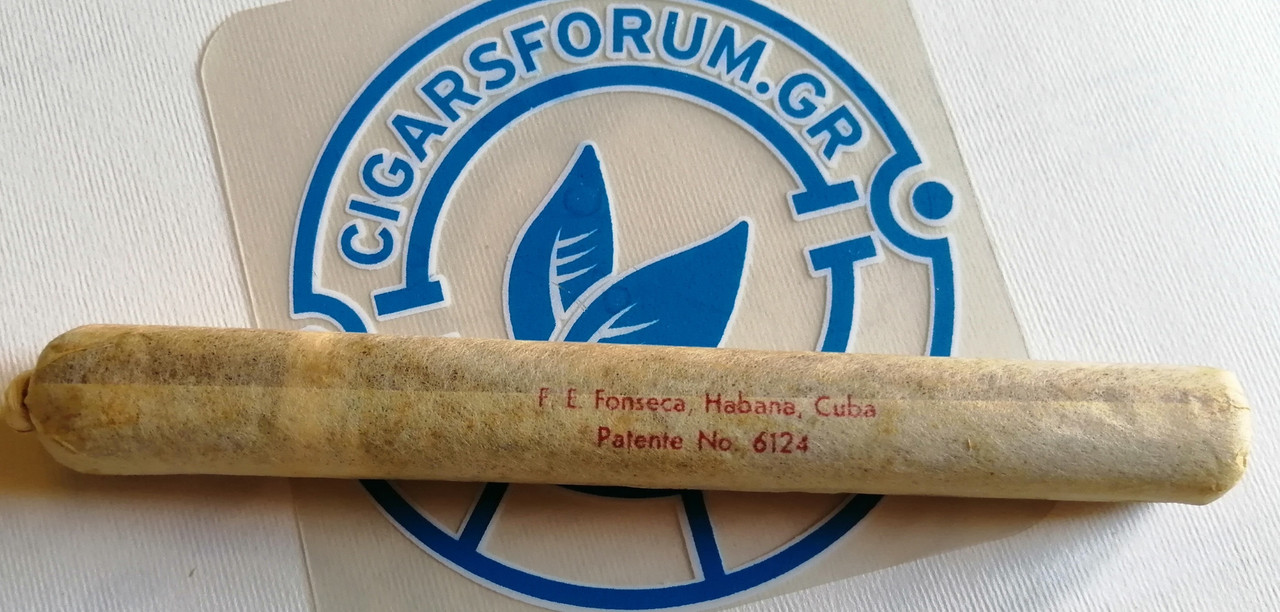 CIGARSFORUM.GR
F. E. Fonseca, Habana, Cuba
Patente No. 6124